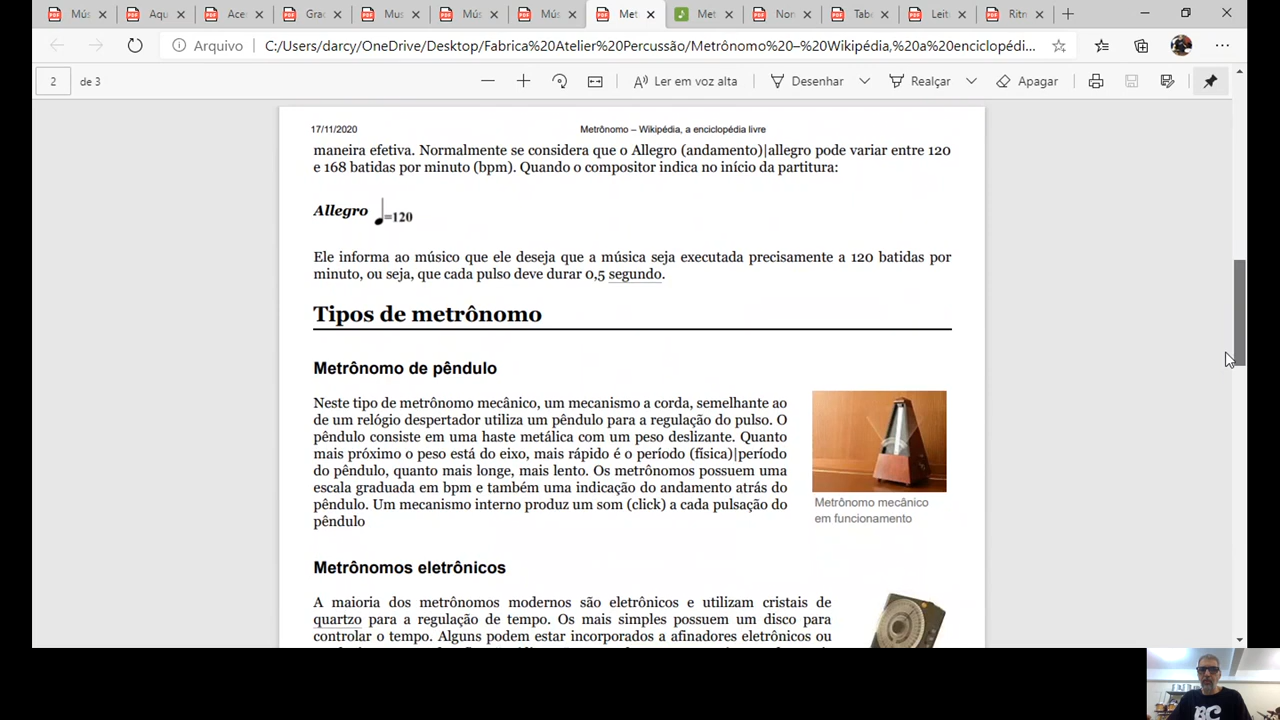 Mús
Aqu
Ace
Gra
Mus
Mús
Mús
Met
Met
Nor
Tabe
Leit
Ritr
Arquivo
C:/Users/darcy/OneDrive/Desktop/Fabrica%20Atelier%20Percussão/Metrônomo%20–%20Wikipédia,%20a%20enciclopédi...
2 de 3
Ler em voz alta
Desenhar
Realçar
Apagar
17/11/2020 Metrônomo – Wikipédia, a enciclopédia livre
maneira efetiva. Normalmente se considera que o Allegro (andamento)|allegro pode variar entre 120
e 168 batidas por minuto (bpm). Quando o compositor indica no início da partitura:
Allegro ♩=120
Ele informa ao músico que ele deseja que a música seja executada precisamente a 120 batidas por
minuto, ou seja, que cada pulso deve durar 0,5 segundo.
Tipos de metrônomo
Metrônomo de pêndulo
Neste tipo de metrônomo mecânico, um mecanismo a corda, semelhante ao
de um relógio despertador utiliza um pêndulo para a regulação do pulso. O
pêndulo consiste em uma haste metálica com um peso deslizante. Quanto
mais próximo o peso está do eixo, mais rápido é o período (física)|período
do pêndulo, quanto mais longe, mais lento. Os metrônomos possuem uma
escala graduada em bpm e também uma indicação do andamento atrás do
pêndulo. Um mecanismo interno produz um som (click) a cada pulsação do
pêndulo
Metrônomo mecânico
em funcionamento
Metrônomos eletrônicos
A maioria dos metrônomos modernos são eletrônicos e utilizam cristais de
quartzo para a regulação de tempo. Os mais simples possuem um disco para
controlar o tempo. Alguns podem estar incorporados a afinadores eletrônicos ou